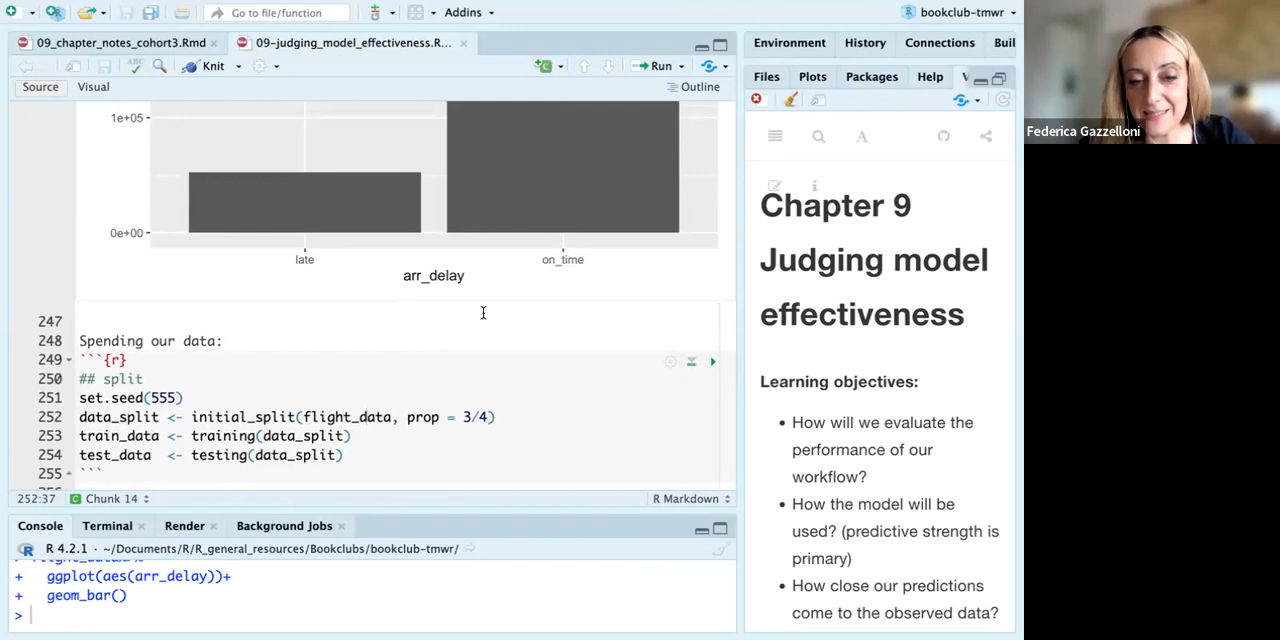 Go to file/function
Addins
bookclub-tmwr
09_chapter_notes_cohort3.Rmd
09-judging_model_effectiveness.R...
Knit
Run
Source
Visual
Outline
1e+05
0e+00
late
on_time
arr_delay
247
248 Spending our data:
249 ```{r}
250 ## split
251 set.seed(555)
252 data_split <- initial_split(flight_data, prop = 3/4)
253 train_data <- training(data_split)
254 test_data  <- testing(data_split)
255 ```
252:37
Chunk 14
R Markdown
Console
Terminal
Render
Background Jobs
R 4.2.1 · ~/Documents/R/R_general_resources/Bookclubs/bookclub-tmwr/
+   ggplot(aes(arr_delay))+
+   geom_bar()
>
Environment
History
Connections
Buil
Files
Plots
Packages
Help
V
Chapter 9
Judging model
effectiveness
Learning objectives:
• How will we evaluate the
performance of our
workflow?
• How the model will be
used? (predictive strength is
primary)
• How close our predictions
come to the observed data?
Federica Gazzelloni